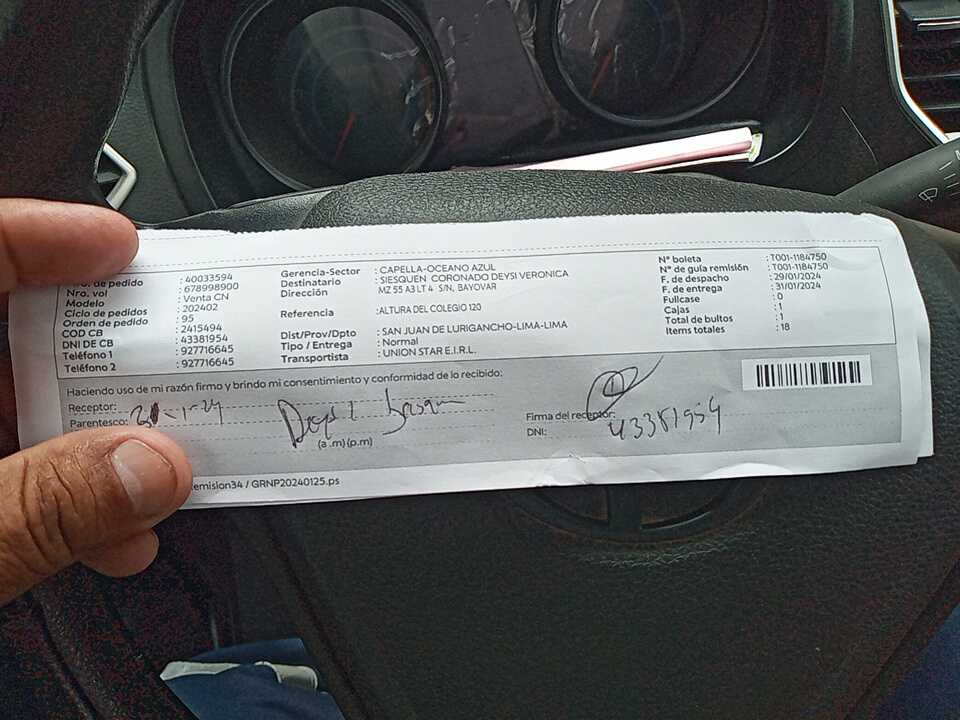 ro. de pedido : 40033594
Nro. vol : 678998900
Modelo : Venta CN
Ciclo de pedidos : 202402
Orden de pedido : 95
COD CB : 2415494
DNI DE CB : 43381954
Teléfono 1 : 927716645
Teléfono 2 : 927716645
Gerencia-Sector : CAPELLA-OCEANO AZUL
Destinatario : SIESQUEN CORONADO DEYSI VERONICA
Dirección MZ 55 A3 LT 4 S/N, BAYOVAR
Referencia : ALTURA DEL COLEGIO 120
Dist/Prov/Dpto : SAN JUAN DE LURIGANCHO-LIMA-LIMA
Tipo / Entrega : Normal
Transportista : UNION STAR E.I.R.L.
N° boleta : T001-1184750
N° de guía remisión : T001-1184750
F. de despacho : 29/01/2024
F. de entrega : 31/01/2024
Fullcase : 0
Cajas : 1
Total de bultos : 1
Items totales : 18
Haciendo uso de mi razón firmo y brindo mi consentimiento y conformidad de lo recibido:
Receptor:
Parentesco: 31-1-24
(a .m) (p.m)
Firma del receptor:
DNI: 43381954
emision34 / GRNP20240125.ps